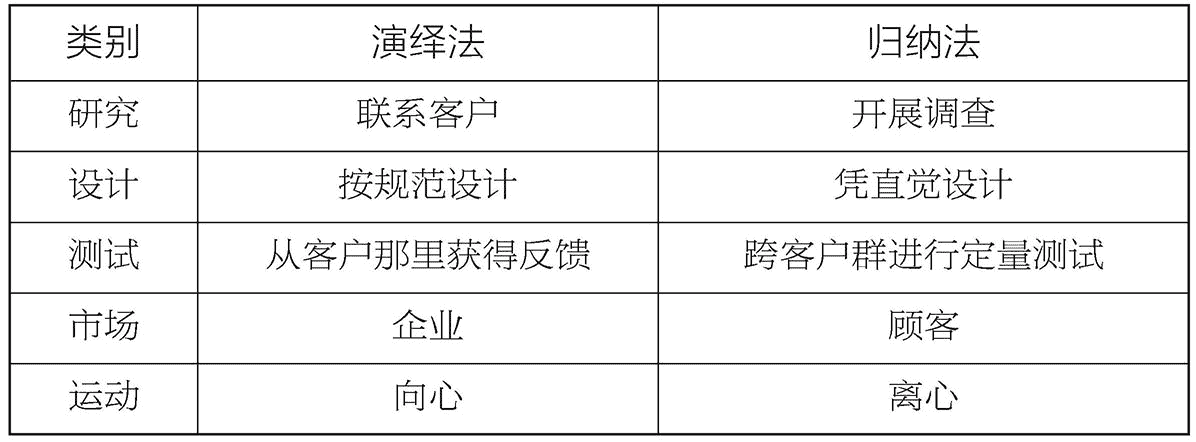 类别 演绎法 归纳法
研究 联系客户 开展调查
设计 按规范设计 凭直觉设计
测试 从客户那里获得反馈 跨客户群进行定量测试
市场 企业 顾客
运动 向心 离心